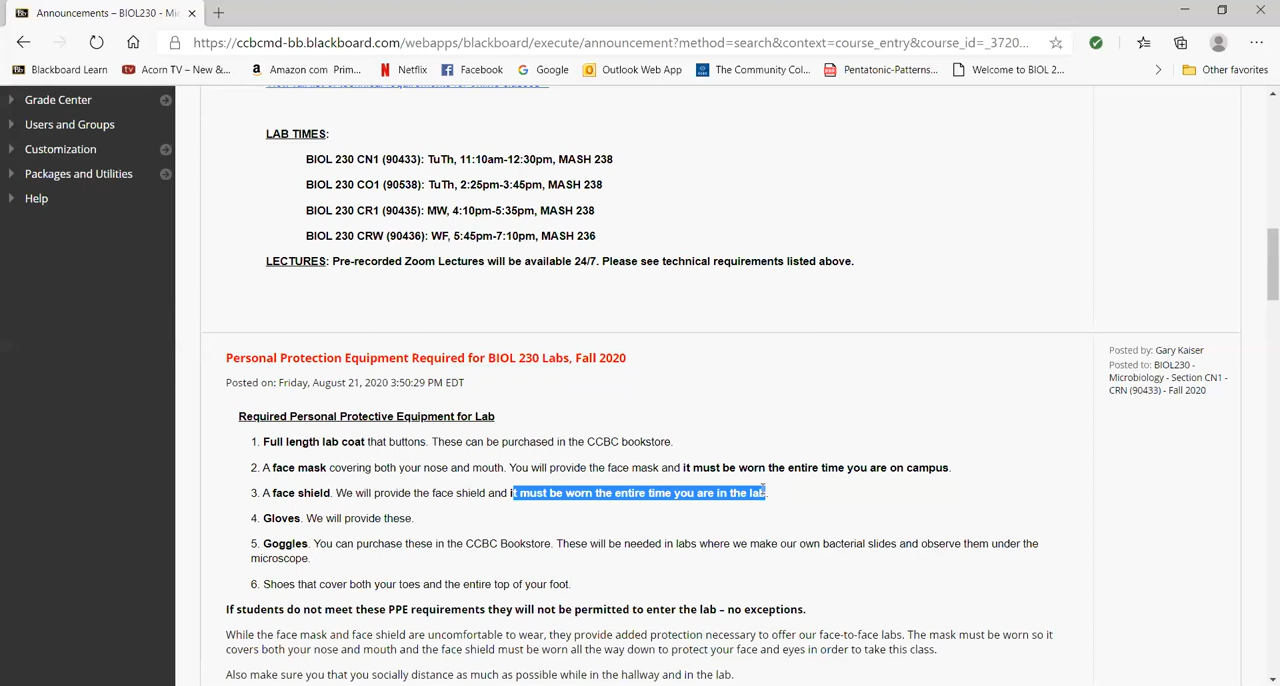 Announcements – BIOL230 - Mic
https://ccbcmd-bb.blackboard.com/webapps/blackboard/execute/announcement?method=search&context=course_entry&course_id=_3720...
Blackboard Learn
Acorn TV – New &...
Amazon com Prim...
Netflix
Facebook
Google
Outlook Web App
The Community Col...
Pentatonic-Patterns...
Welcome to BIOL 2...
Other favorites
Grade Center
Users and Groups
Customization
Packages and Utilities
Help
LAB TIMES:
BIOL 230 CN1 (90433): TuTh, 11:10am-12:30pm, MASH 238
BIOL 230 CO1 (90538): TuTh, 2:25pm-3:45pm, MASH 238
BIOL 230 CR1 (90435): MW, 4:10pm-5:35pm, MASH 238
BIOL 230 CRW (90436): WF, 5:45pm-7:10pm, MASH 236
LECTURES: Pre-recorded Zoom Lectures will be available 24/7. Please see technical requirements listed above.
Personal Protection Equipment Required for BIOL 230 Labs, Fall 2020
Posted on: Friday, August 21, 2020 3:50:29 PM EDT
Posted by: Gary Kaiser
Posted to: BIOL230 -
Microbiology - Section CN1 -
CRN (90433) - Fall 2020
Required Personal Protective Equipment for Lab
1. Full length lab coat that buttons. These can be purchased in the CCBC bookstore.
2. A face mask covering both your nose and mouth. You will provide the face mask and it must be worn the entire time you are on campus.
3. A face shield. We will provide the face shield and it must be worn the entire time you are in the lab.
4. Gloves. We will provide these.
5. Goggles. You can purchase these in the CCBC Bookstore. These will be needed in labs where we make our own bacterial slides and observe them under the
microscope.
6. Shoes that cover both your toes and the entire top of your foot.
If students do not meet these PPE requirements they will not be permitted to enter the lab – no exceptions.
While the face mask and face shield are uncomfortable to wear, they provide added protection necessary to offer our face-to-face labs. The mask must be worn so it
covers both your nose and mouth and the face shield must be worn all the way down to protect your face and eyes in order to take this class.
Also make sure you that you socially distance as much as possible while in the hallway and in the lab.